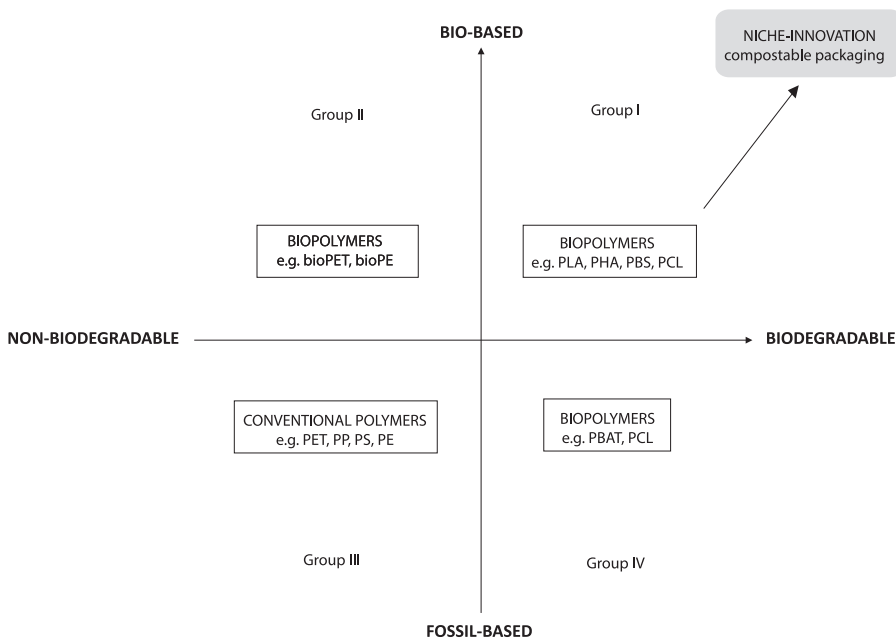 BIO-BASED
NICHE-INNOVATION
compostable packaging
Group II
Group I
BIOPOLYMERS
e.g. bioPET, bioPE
BIOPOLYMERS
e.g. PLA, PHA, PBS, PCL
NON-BIODEGRADABLE
BIODEGRADABLE
CONVENTIONAL POLYMERS
e.g. PET, PP, PS, PE
BIOPOLYMERS
e.g. PBAT, PCL
Group III
Group IV
FOSSIL-BASED